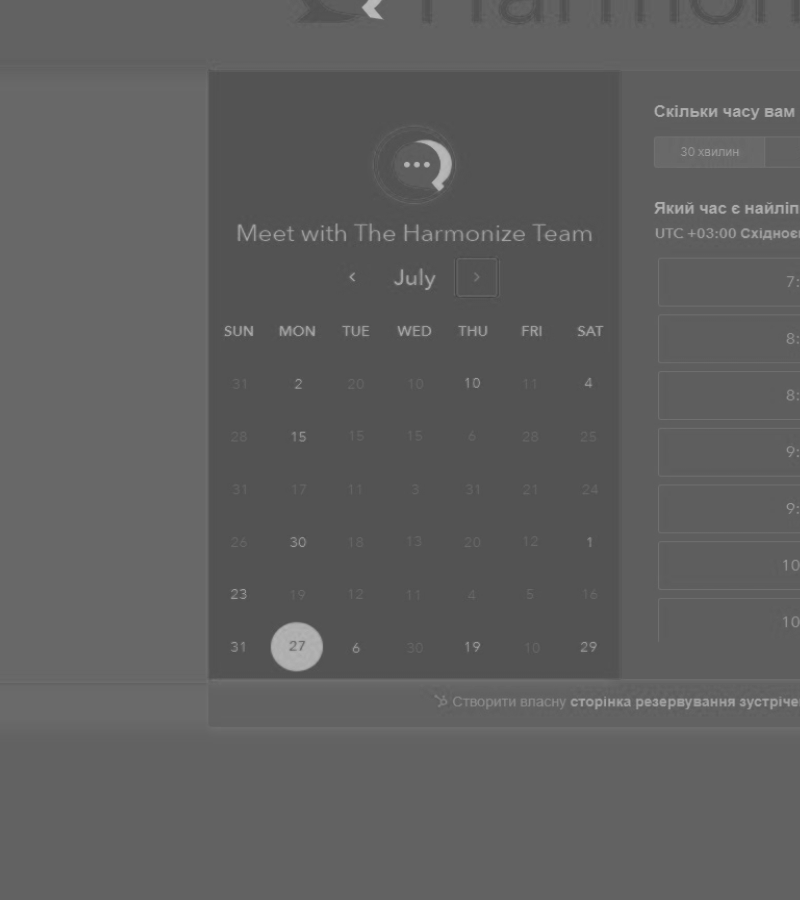 Harmon
Meet with The Harmonize Team
July
SUN MON TUE WED THU FRI SAT
31 2 20 10 10 11 4
28 15 15 15 6 28 25
31 17 11 3 31 21 24
26 30 18 13 20 12 1
23 19 12 11 4 5 16
31 27 6 30 19 10 29
Скільки часу вам
30 хвилин
Який час є найліп
UTC +03:00 Східноє
7:
8:
8:
9:
9:
10
10
Створити власну сторінка резервування зустріче